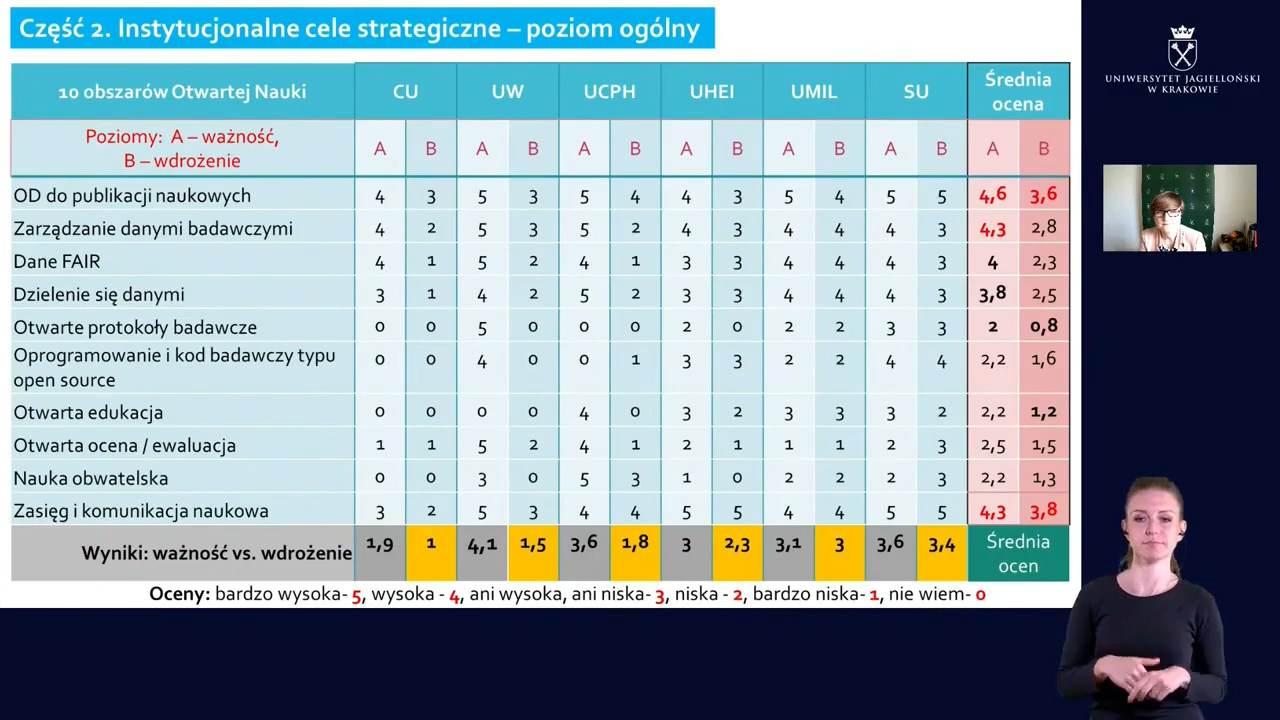 Część 2. Instytucjonalne cele strategiczne – poziom ogólny
UNIWERSYTET JAGIELLOŃSKI
W KRAKOWIE
10 obszarów Otwartej Nauki CU UW UCPH UHEI UMIL SU Średnia ocena
Poziomy: A – ważność,
B – wdrożenie
A B A B A B A B A B A B A B
OD do publikacji naukowych 4 3 5 3 5 4 4 3 5 4 5 5 4,6 3,6
Zarządzanie danymi badawczymi 4 2 5 3 5 2 4 3 4 4 4 3 4,3 2,8
Dane FAIR 4 1 5 2 4 1 3 3 4 4 4 3 4 2,3
Dzielenie się danymi 3 1 4 2 5 2 3 3 4 4 4 3 3,8 2,5
Otwarte protokoły badawcze 0 0 5 0 0 0 2 0 2 2 3 3 2 0,8
Oprogramowanie i kod badawczy typu
open source 0 0 4 0 0 1 3 3 2 2 4 4 2,2 1,6
Otwarta edukacja 0 0 0 0 4 0 3 2 3 3 3 2 2,2 1,2
Otwarta ocena / ewaluacja 1 1 5 2 4 1 2 1 1 1 2 3 2,5 1,5
Nauka obwatelska 0 0 3 0 5 3 1 0 2 2 2 3 2,2 1,3
Zasięg i komunikacja naukowa 3 2 5 3 4 4 5 5 4 4 5 5 4,3 3,8
Wyniki: ważność vs. wdrożenie 1,9 1 4,1 1,5 3,6 1,8 3 2,3 3,1 3 3,6 3,4 Średnia ocen
Oceny: bardzo wysoka- 5, wysoka - 4, ani wysoka, ani niska- 3, niska - 2, bardzo niska- 1, nie wiem- 0